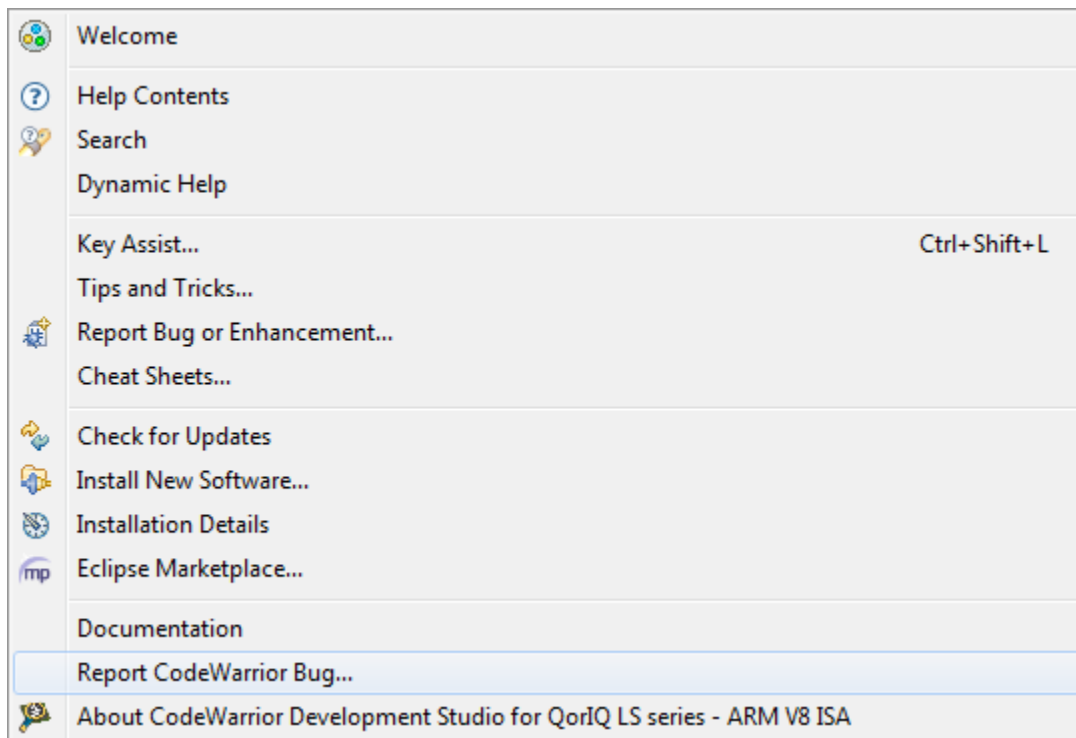 Welcome
Help Contents
Search
Dynamic Help
Key Assist... Ctrl+Shift+L
Tips and Tricks...
Report Bug or Enhancement...
Cheat Sheets...
Check for Updates
Install New Software...
Installation Details
mp Eclipse Marketplace...
Documentation
Report CodeWarrior Bug...
About CodeWarrior Development Studio for QorIQ LS series - ARM V8 ISA